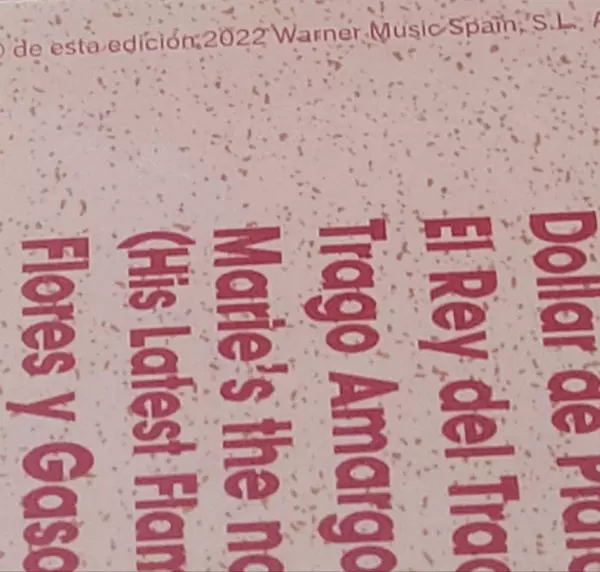 de esta edición 2022 Warner Music Spain, S.L.
Dollar de
El Rey del
Trago Amargo
Marie's the
(His Latest
Flores y